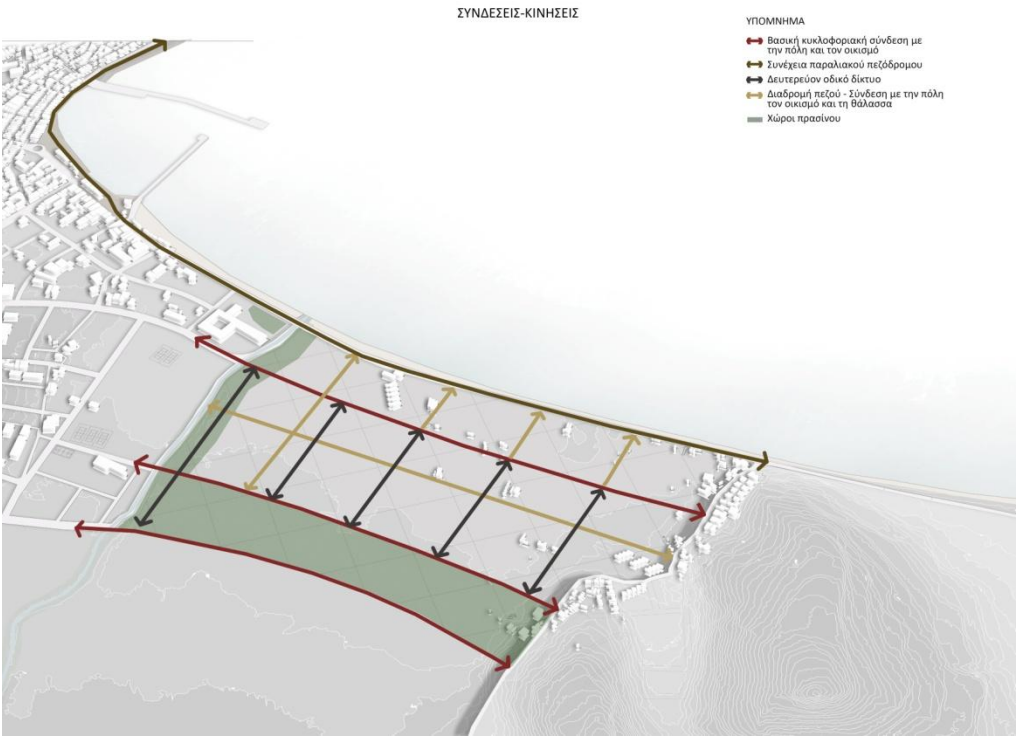 ΣΥΝΔΕΣΕΙΣ-ΚΙΝΗΣΕΙΣ
ΥΠΟΜΝΗΜΑ
Βασική κυκλοφοριακή σύνδεση με
την πόλη και τον οικισμό
Συνέχεια παραλιακού πεζόδρομου
Δευτερεύον οδικό δίκτυο
Διαδρομή πεζού - Σύνδεση με την πόλη
τον οικισμό και τη θάλασσα
Χώροι πρασίνου